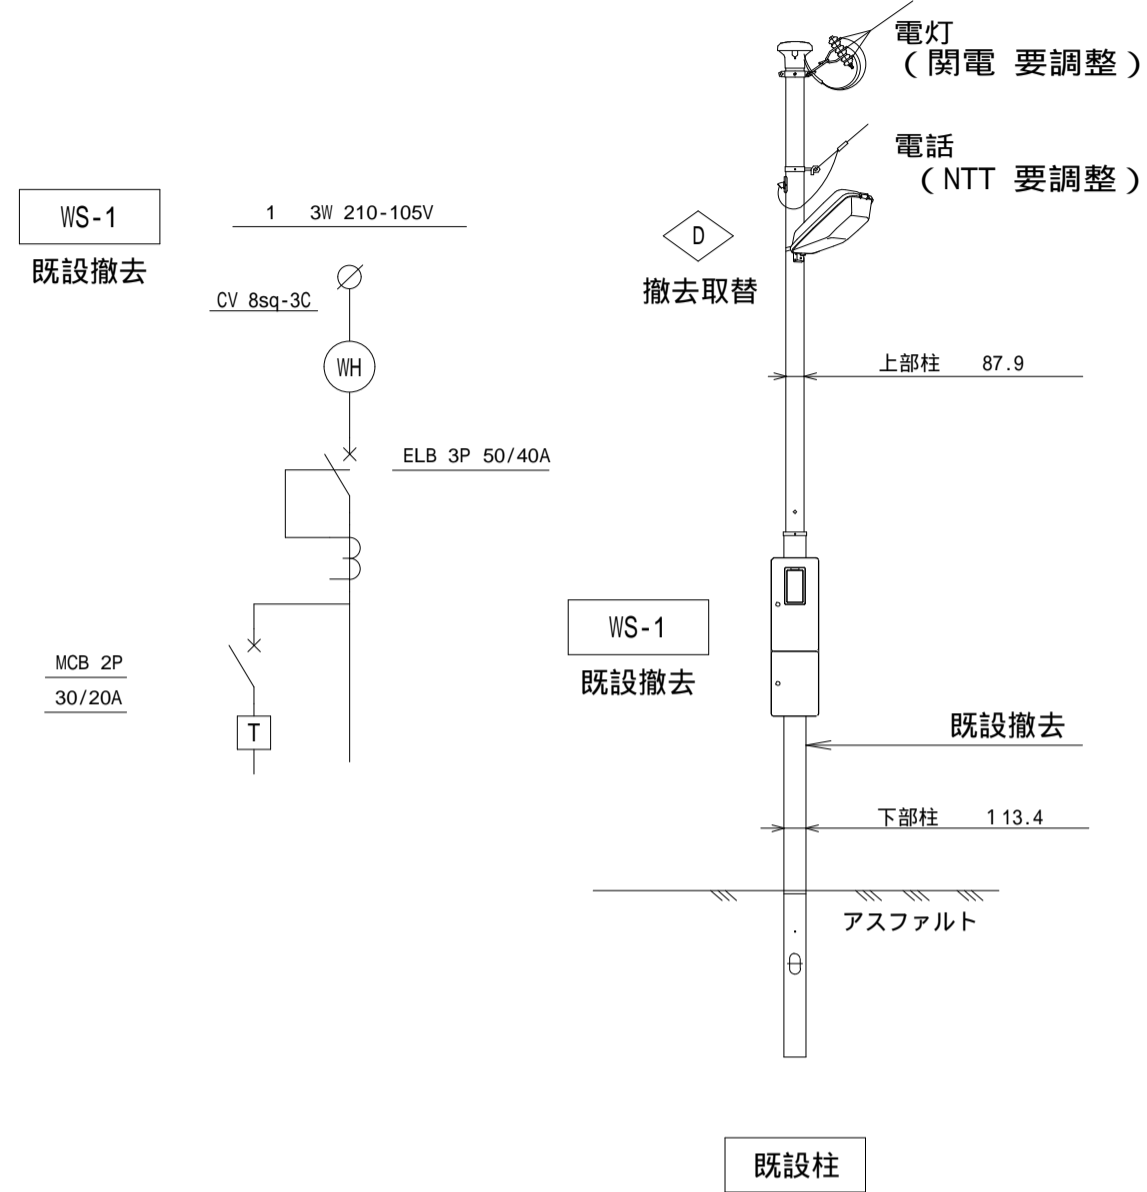 電灯
（関電 要調整）
電話
（NTT 要調整）
WS-1
既設撤去
1 3W 210-105V
CV 8sq-3C
WH
ELB 3P 50/40A
MCB 2P
30/20A
T
D
撤去取替
上部柱 87.9
WS-1
既設撤去
既設撤去
下部柱 113.4
アスファルト
既設柱